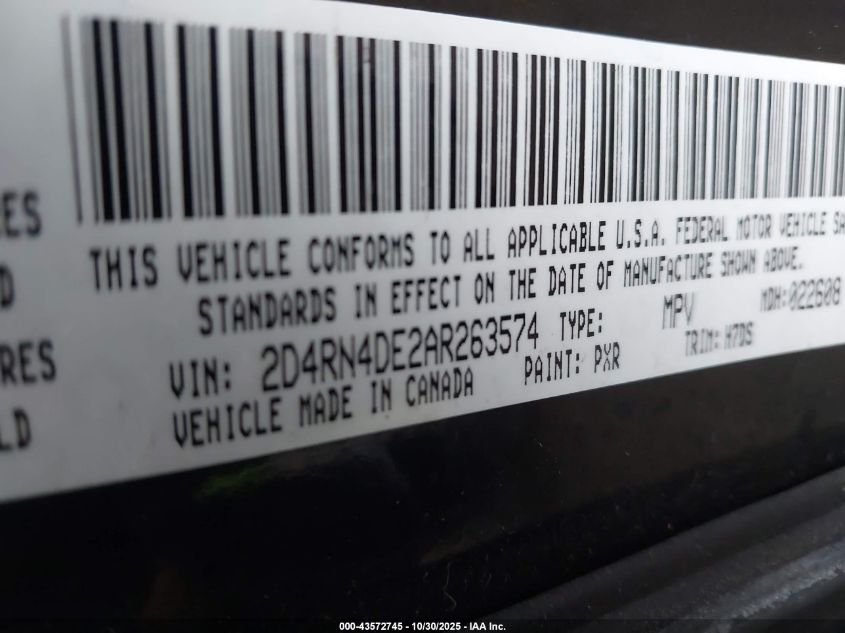 ES
D
RES
LD
THIS VEHICLE CONFORMS TO ALL APPLICABLE U.S.A. FEDERAL MOTOR VEHICLE SA
STANDARDS IN EFFECT ON THE DATE OF MANUFACTURE SHOWN ABOVE.
VIN: 2D4RN4DE2AR263574 TYPE: MPV MDH:022608
VEHICLE MADE IN CANADA PAINT: PXR TRIM: H7DS
000-43572745 - 10/30/2025 - IAA Inc.